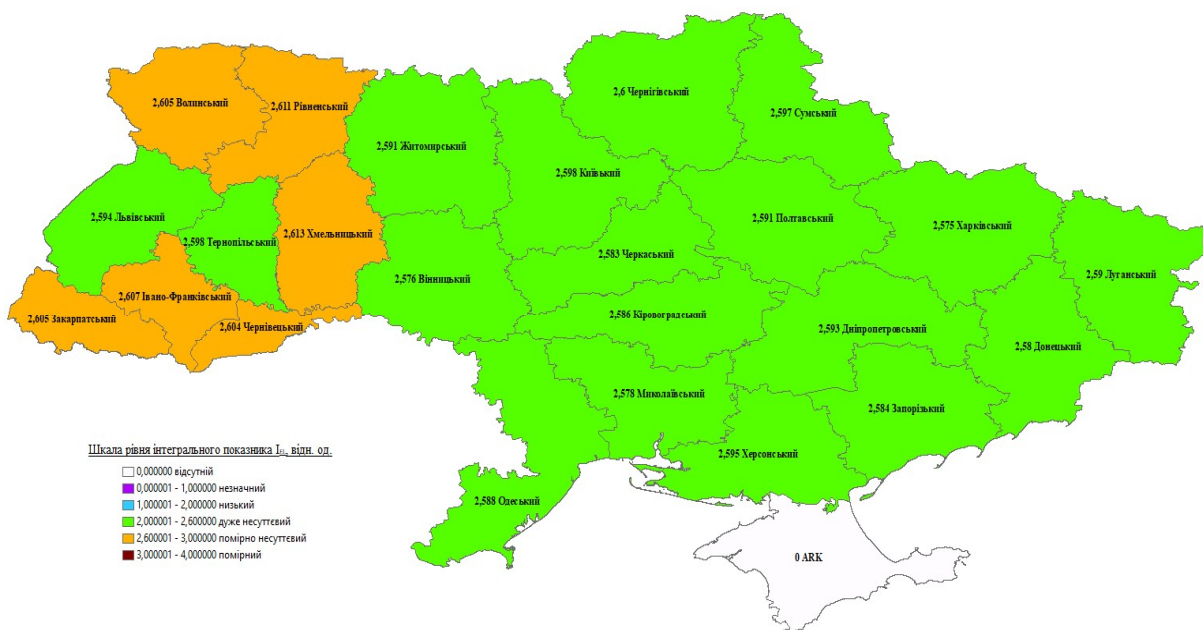 2,6 Чернігівський
2,605 Волинський
2,611 Рівненський
2,597 Сумський
2,591 Житомирський
2,598 Київський
2,594 Львівський
2,591 Полтавський
2,575 Харківський
2,613 Хмельницький
2,598 Тернопільський
2,583 Черкаський
2,59 Луганський
2,576 Вінницький
2,607 Івано-Франківський
2,605 Закарпатський
2,586 Кіровоградський
2,604 Чернівецький
2,593 Дніпропетровський
2,58 Донецький
2,578 Миколаївський
2,584 Запорізький
2,595 Херсонський
2,588 Одеський
0 ARK
Шкала рівня інтегрального показника І відн. од.
0,000000 відсутній
0,000001 - 1,000000 незначний
1,000001 - 2,000000 низький
2,000001 - 2,600000 дуже несуттєвий
2,600001 - 3,000000 помірно несуттєвий
3,000001 - 4,000000 помірний